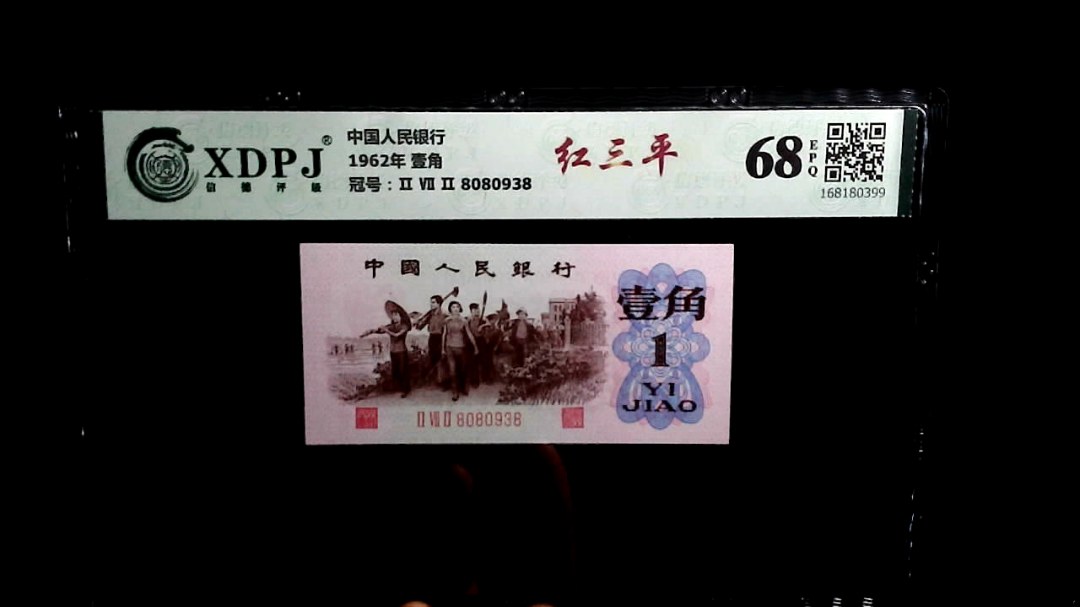 XDPJ®
信德评级
中国人民银行
1962年 壹角
冠号：II VII II 8080938
红三平
68
EPQ
168180399
中國人民銀行
壹角
1
YI
JIAO
II VII II 8080938